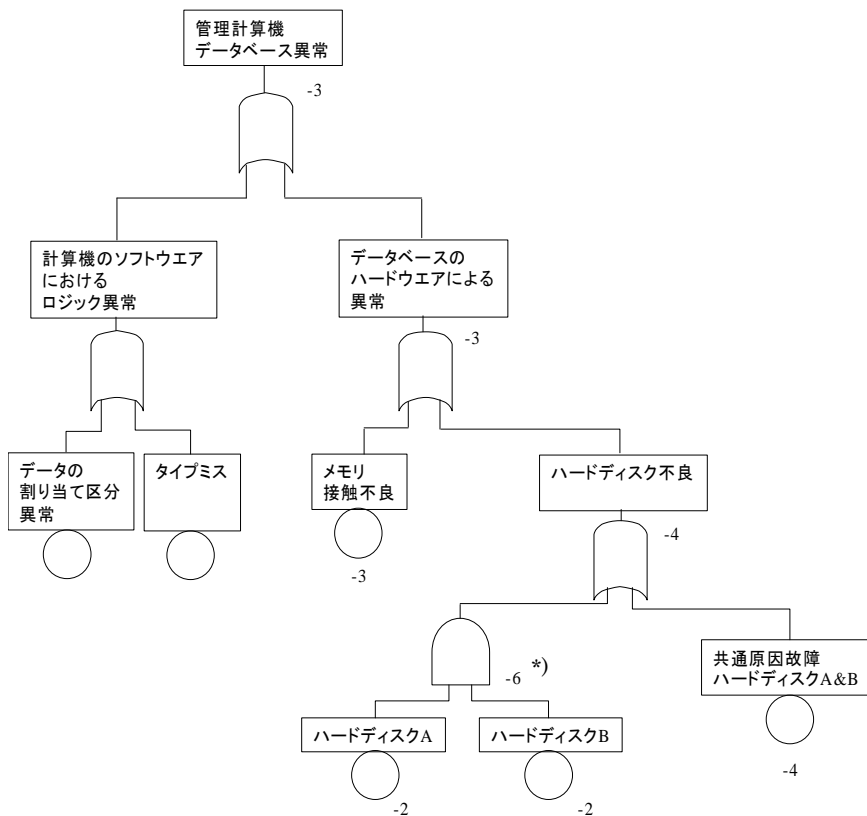 管理計算機
データベース異常
-3
計算機のソフトウエア
における
ロジック異常
データベースの
ハードウエアによる
異常
-3
データの
割り当て区分
異常
タイプミス
メモリ
接触不良
-3
ハードディスク不良
-4
-6 *)
共通原因故障
ハードディスクA&B
-4
ハードディスクA
-2
ハードディスクB
-2